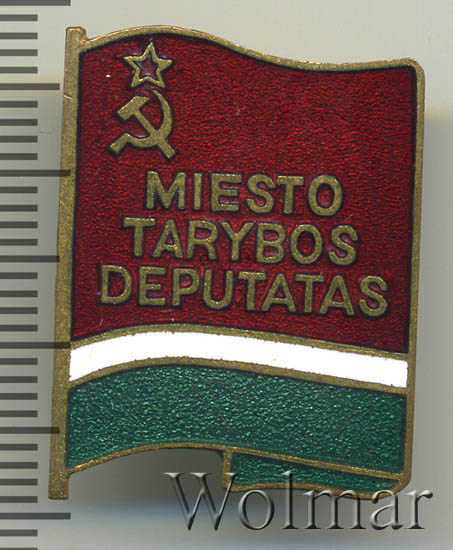 MIESTO
TARYBOS
DEPUTATAS
Wolmar